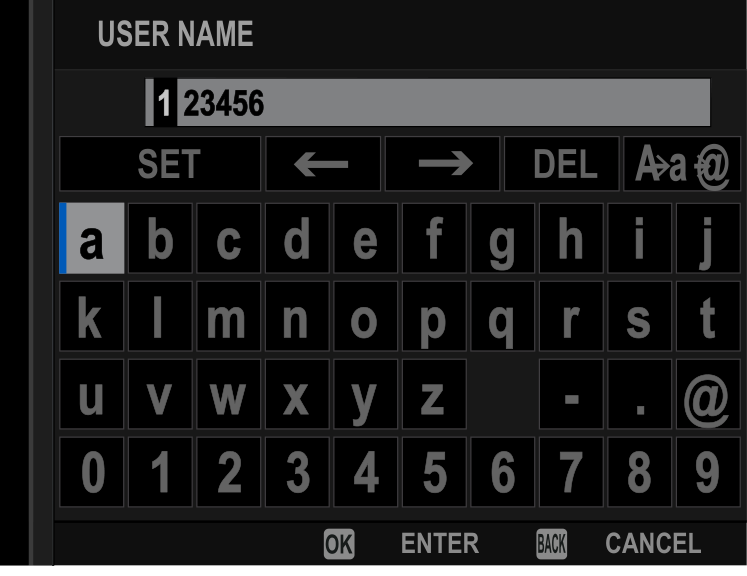 USER NAME
123456
SET ← → DEL A→a→@
a b c d e f g h i j
k l m n o p q r s t
u v w x y z - . @
0 1 2 3 4 5 6 7 8 9
OK ENTER BACK CANCEL